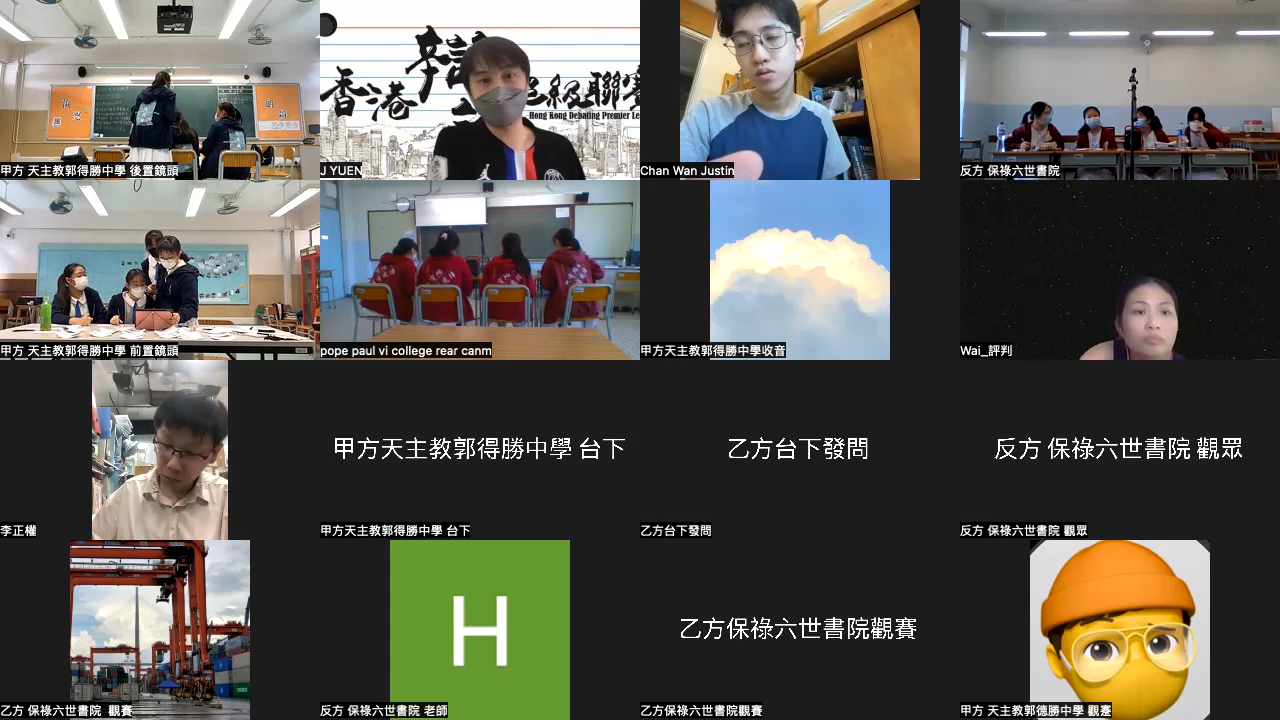 甲方 天主教郭得勝中學 後置鏡頭
香港辯
超級聯賽
Hong Kong Debating Premier Le
J YUEN
Chan Wan Justin
反方 保祿六世書院
甲方 天主教郭得勝中學 前置鏡頭
pope paul vi college rear canm
甲方天主教郭得勝中學收音
Wai_評判
李正權
甲方天主教郭得勝中學 台下
甲方天主教郭得勝中學 台下
乙方台下發問
乙方台下發問
反方 保祿六世書院 觀眾
反方 保祿六世書院 觀眾
乙方 保祿六世書院 觀賽
H
反方 保祿六世書院 老師
乙方保祿六世書院觀賽
乙方保祿六世書院觀賽
甲方 天主教郭德勝中學 觀塞